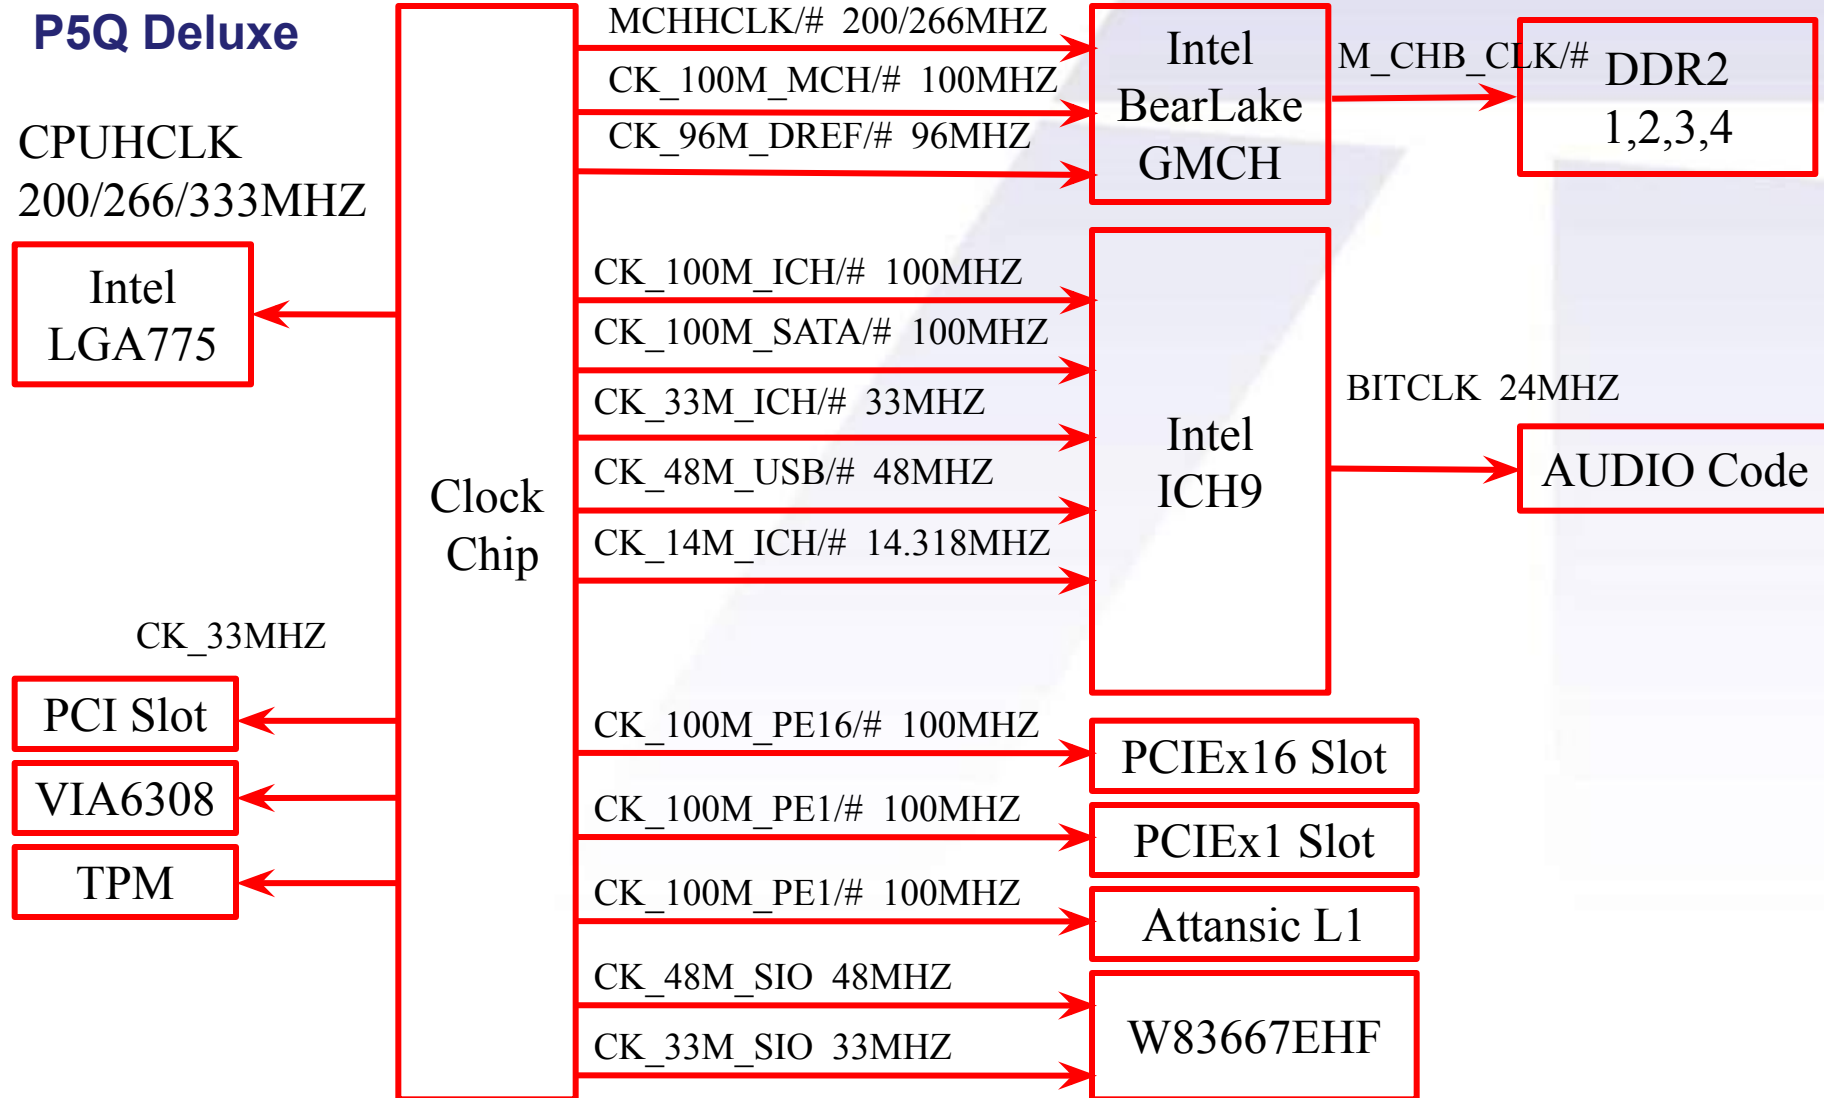 P5Q Deluxe
CPUHCLK
200/266/333MHZ
Intel
LGA775
CK_33MHZ
PCI Slot
VIA6308
TPM
Clock
Chip
MCHHCLK/# 200/266MHZ
CK_100M_MCH/# 100MHZ
CK_96M_DREF/# 96MHZ
Intel
BearLake
GMCH
M_CHB_CLK/#
DDR2
1,2,3,4
CK_100M_ICH/# 100MHZ
CK_100M_SATA/# 100MHZ
CK_33M_ICH/# 33MHZ
CK_48M_USB/# 48MHZ
CK_14M_ICH/# 14.318MHZ
Intel
ICH9
BITCLK 24MHZ
AUDIO Code
CK_100M_PE16/# 100MHZ
PCIEx16 Slot
CK_100M_PE1/# 100MHZ
PCIEx1 Slot
CK_100M_PE1/# 100MHZ
Attansic L1
CK_48M_SIO 48MHZ
CK_33M_SIO 33MHZ
W83667EHF